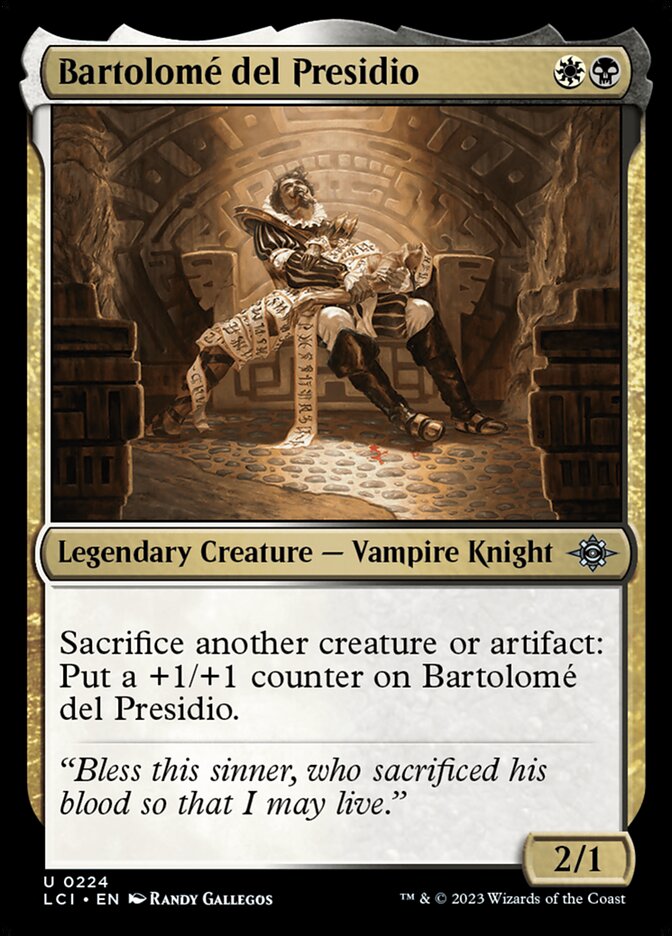 Bartolomé del Presidio
Legendary Creature — Vampire Knight
Sacrifice another creature or artifact:
Put a +1/+1 counter on Bartolomé
del Presidio.
“Bless this sinner, who sacrificed his
blood so that I may live.”
2/1
U 0224
LCI • EN Randy Gallegos
™ & © 2023 Wizards of the Coast